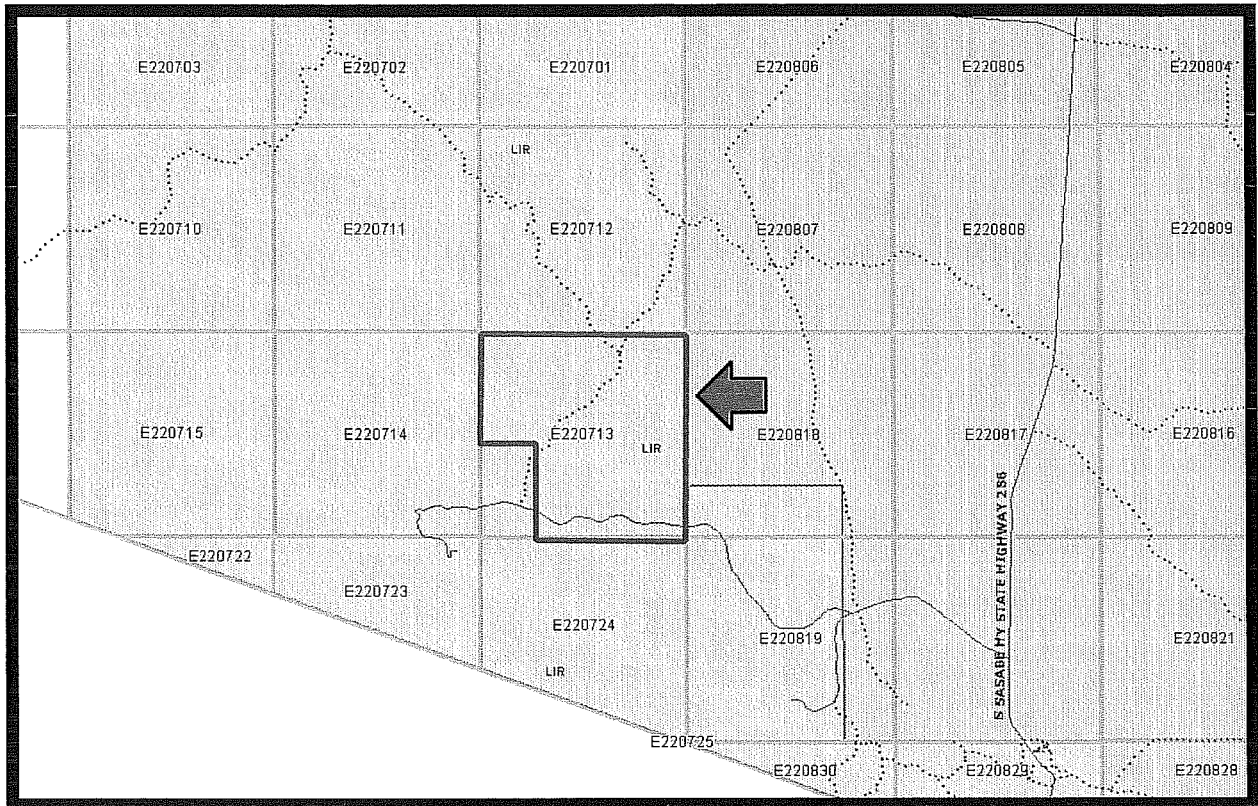 E220703 E220702 E220701 E220806 E220805 E220804
LIR
E220710 E220711 E220712 E220807 E220808 E220809
E220715 E220714 E220713 E220818 E220817 E220816
LIR
S SASABE HY STATE HIGHWAY 286
E220722
E220723
E220724 E220819 E220821
LIR
E220725
E220830 E220829 E220828